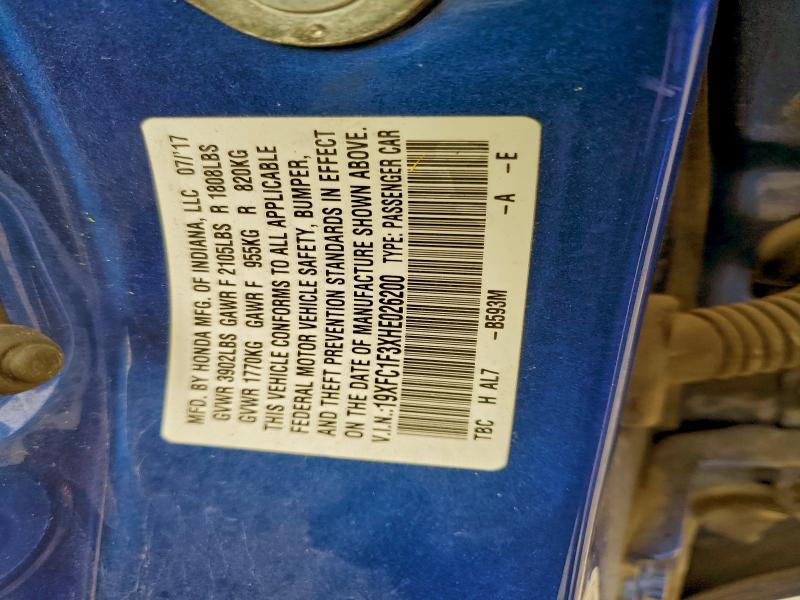 MFD. BY HONDA MFG. OF INDIANA, LLC 07/'17
GVWR 3902LBS GAWR F 2105LBS R 1808LBS
GVWR 1770KG GAWR F 955KG R 820KG
THIS VEHICLE CONFORMS TO ALL APPLICABLE
FEDERAL MOTOR VEHICLE SAFETY, BUMPER,
AND THEFT PREVENTION STANDARDS IN EFFECT
ON THE DATE OF MANUFACTURE SHOWN ABOVE.
V.I.N.:19XFC1F3XHE026200 TYPE: PASSENGER CAR
TBC H AL7 -B593M -A -E